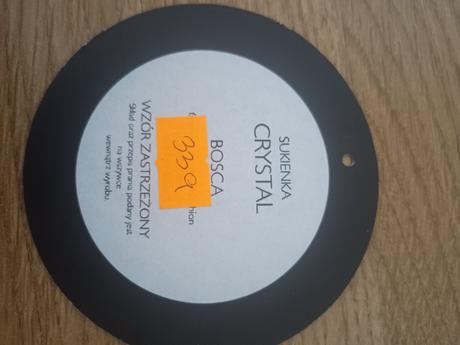 SUKIENKA
CRYSTAL
BOSCA
339
WZÓR ZASTRZEŻONY
Skład oraz przepis prania podany jest
na wszywce
wewnątrz wyrobu.